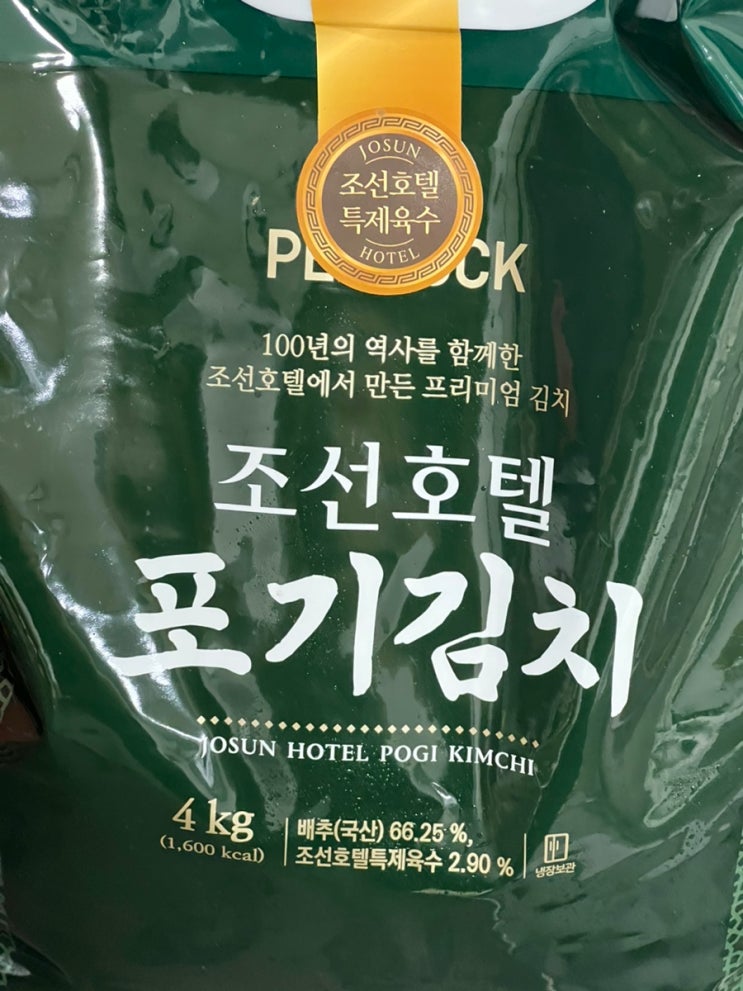 JOSUN
조선호텔
특제육수
HOTEL
100년의 역사를 함께한
조선호텔에서 만든 프리미엄 김치
조선호텔
포기김치
JOSUN HOTEL POGI KIMCHI
4 kg
(1,600 kcal)
배추(국산) 66.25 %,
조선호텔특제육수 2.90 %
냉장보관